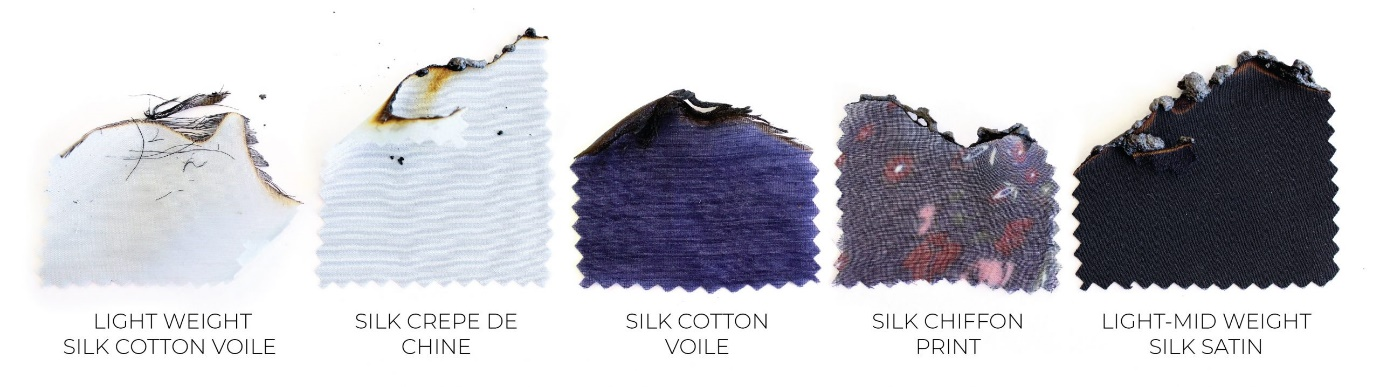 LIGHT WEIGHT
SILK COTTON VOILE
SILK CREPE DE
CHINE
SILK COTTON
VOILE
SILK CHIFFON
PRINT
LIGHT-MID WEIGHT
SILK SATIN